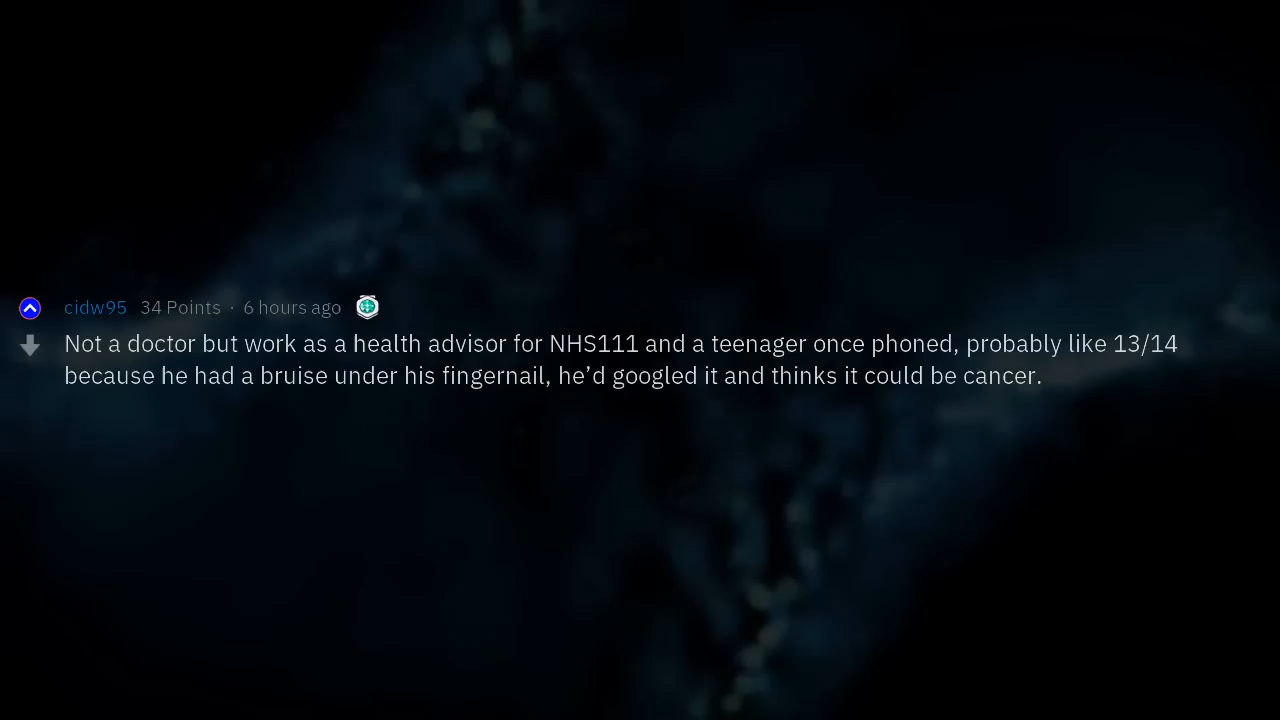 cidw95 34 Points · 6 hours ago
Not a doctor but work as a health advisor for NHS111 and a teenager once phoned, probably like 13/14
because he had a bruise under his fingernail, he’d googled it and thinks it could be cancer.